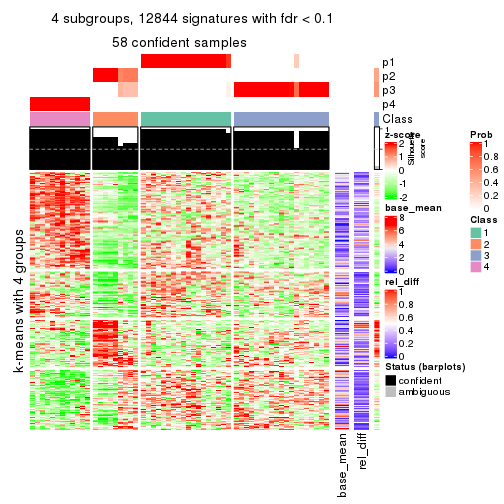 4 subgroups, 12844 signatures with fdr < 0.1
58 confident samples
p1
p2
p3
p4
Class
1
Silhouette
score
k-means with 4 groups
base_mean
rel_diff
z-score
2
1
0
-1
-2
base_mean
8
6
4
2
0
rel_diff
1
0.8
0.6
0.4
0.2
0
Status (barplots)
confident
ambiguous
Prob
1
0.8
0.6
0.4
0.2
0
Class
1
2
3
4